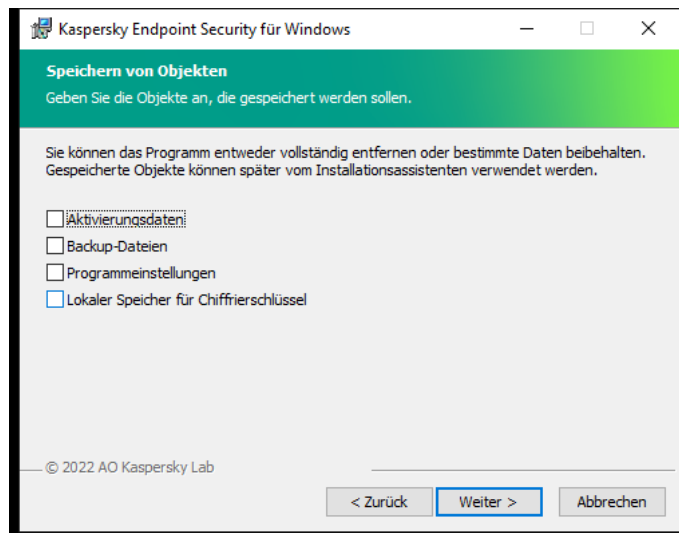 Kaspersky Endpoint Security für Windows
Speichern von Objekten
Geben Sie die Objekte an, die gespeichert werden sollen.
Sie können das Programm entweder vollständig entfernen oder bestimmte Daten beibehalten.
Gespeicherte Objekte können später vom Installationsassistenten verwendet werden.
Aktivierungsdaten
Backup-Dateien
Programmeinstellungen
Lokaler Speicher für Chiffrierschlüssel
© 2022 AO Kaspersky Lab
< Zurück Weiter > Abbrechen